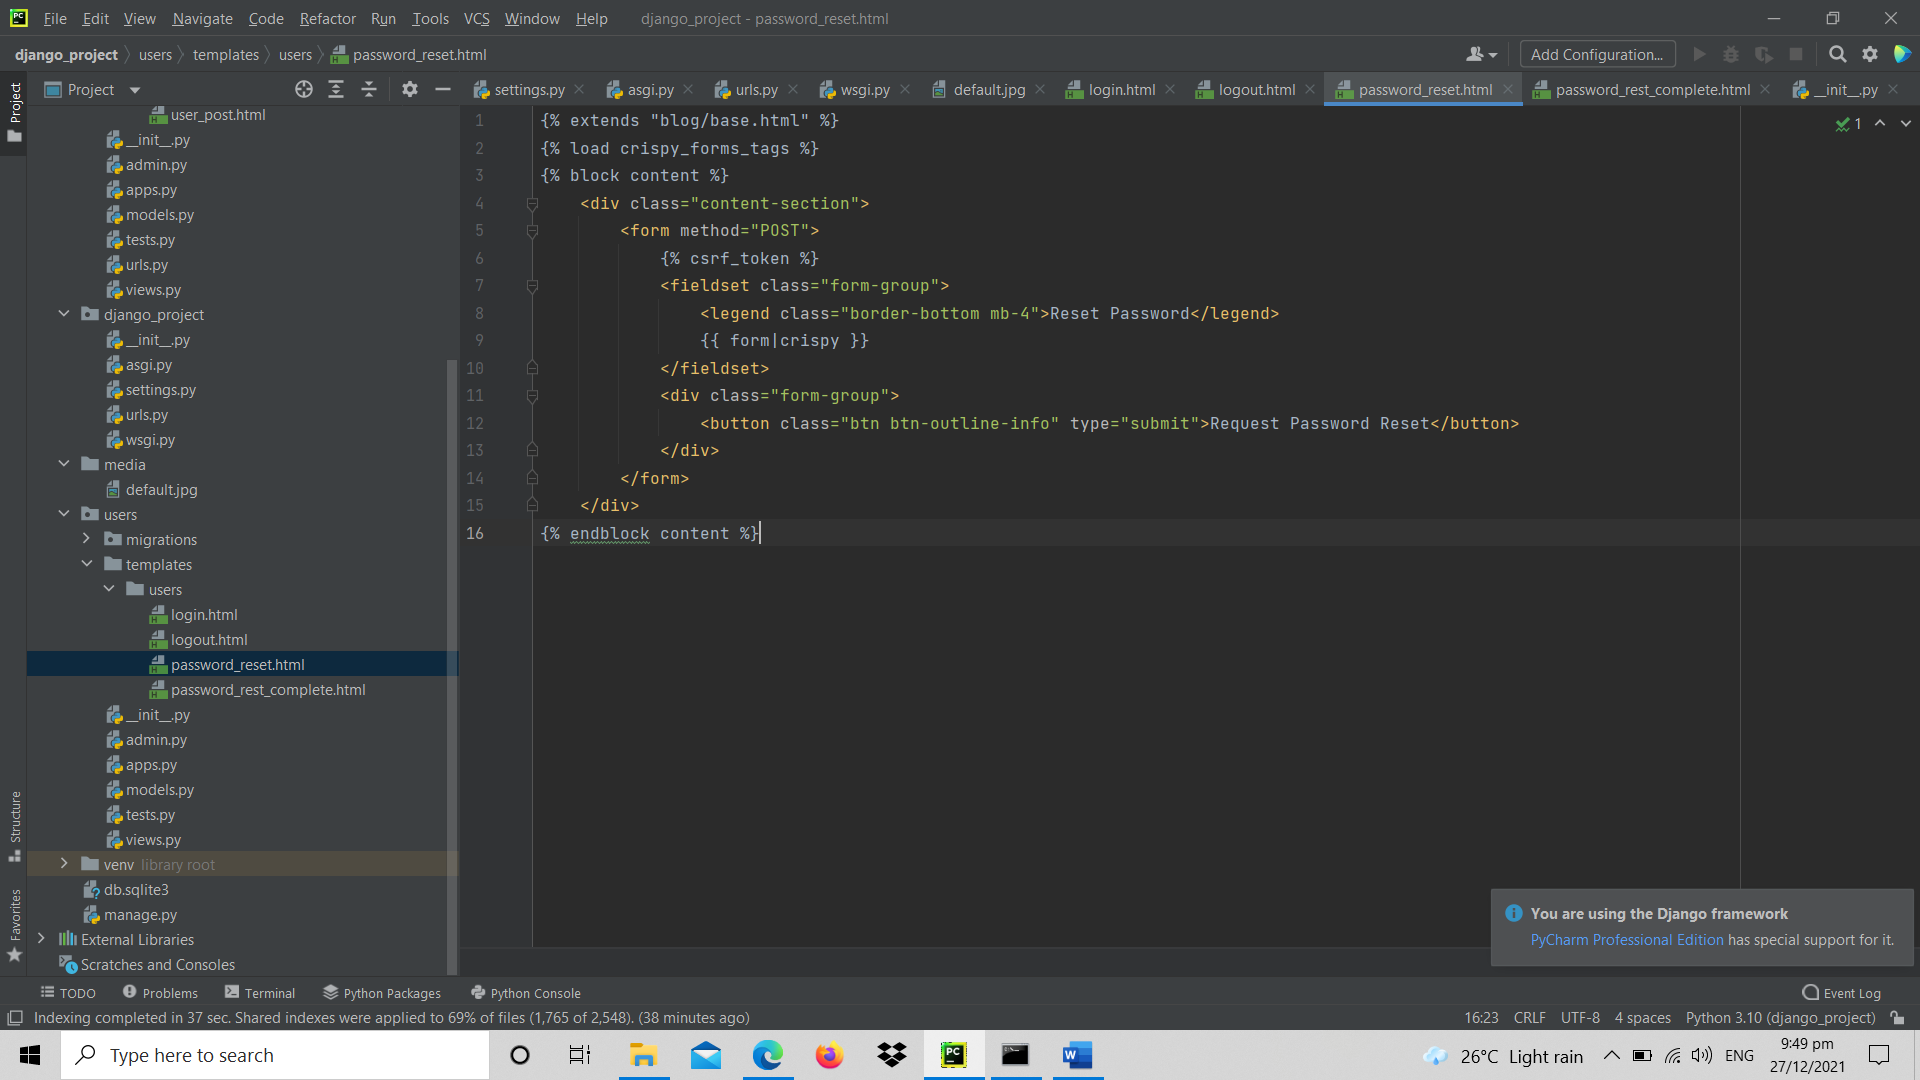 File Edit View Navigate Code Refactor Run Tools VCS Window Help django_project - password_reset.html
django_project users templates users password_reset.html Add Configuration...
Project settings.py asgi.py urls.py wsgi.py default.jpg login.html logout.html password_reset.html password_rest_complete.html __init__.py
Project
Structure
Favorites
user_post.html
__init__.py
admin.py
apps.py
models.py
tests.py
urls.py
views.py
django_project
__init__.py
asgi.py
settings.py
urls.py
wsgi.py
media
default.jpg
users
migrations
templates
users
login.html
logout.html
password_reset.html
password_rest_complete.html
__init__.py
admin.py
apps.py
models.py
tests.py
views.py
venv library root
db.sqlite3
manage.py
External Libraries
Scratches and Consoles
1 {% extends "blog/base.html" %}
2 {% load crispy_forms_tags %}
3 {% block content %}
4 <div class="content-section">
5 <form method="POST">
6 {% csrf_token %}
7 <fieldset class="form-group">
8 <legend class="border-bottom mb-4">Reset Password</legend>
9 {{ form|crispy }}
10 </fieldset>
11 <div class="form-group">
12 <button class="btn btn-outline-info" type="submit">Request Password Reset</button>
13 </div>
14 </form>
15 </div>
16 {% endblock content %}
1
You are using the Django framework
PyCharm Professional Edition has special support for it.
TODO Problems Terminal Python Packages Python Console Event Log
Indexing completed in 37 sec. Shared indexes were applied to 69% of files (1,765 of 2,548). (38 minutes ago) 16:23 CRLF UTF-8 4 spaces Python 3.10 (django_project)
Type here to search 26°C Light rain ENG 9:49 pm
27/12/2021